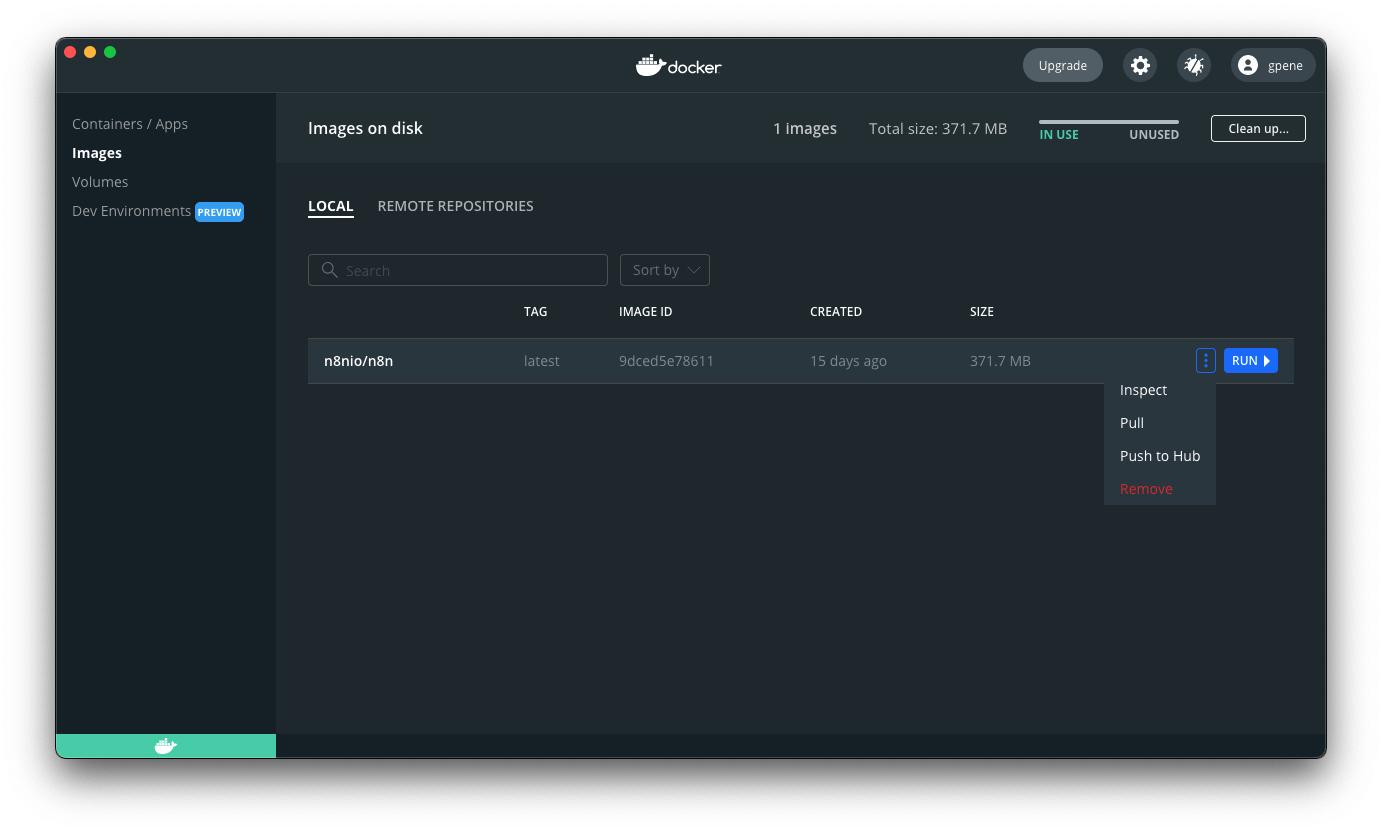 docker
Upgrade
gpene
Containers / Apps
Images
Volumes
Dev Environments PREVIEW
Images on disk
1 images
Total size: 371.7 MB
IN USE
UNUSED
Clean up...
LOCAL
REMOTE REPOSITORIES
Search
Sort by
TAG
IMAGE ID
CREATED
SIZE
n8nio/n8n
latest
9dced5e78611
15 days ago
371.7 MB
RUN
Inspect
Pull
Push to Hub
Remove